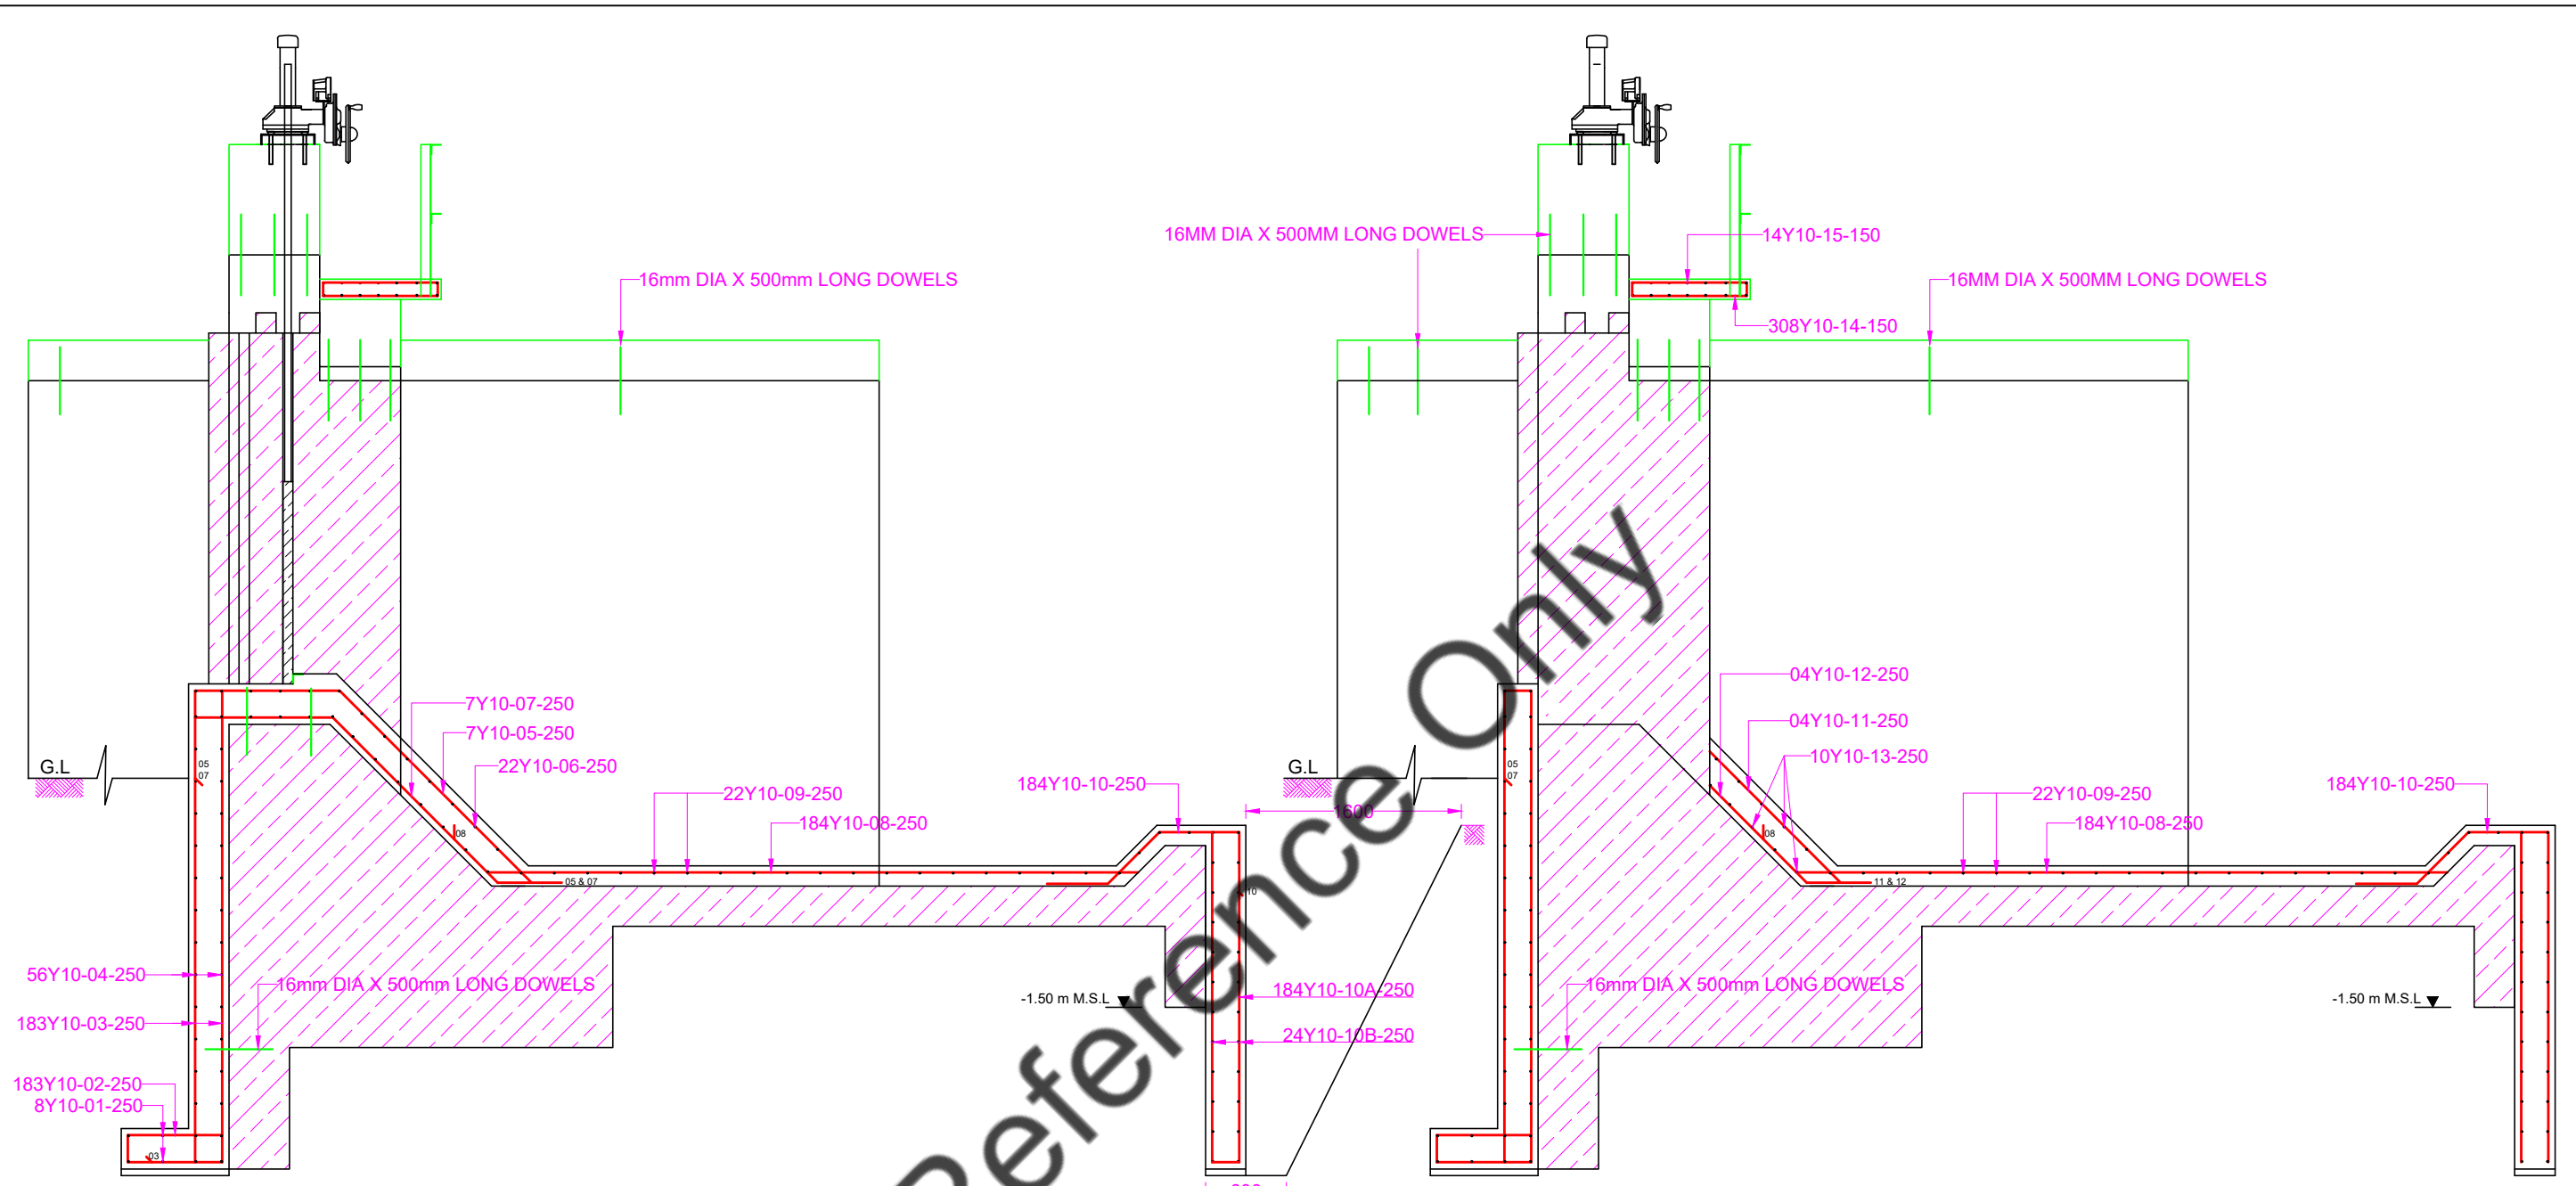 16MM DIA X 500MM LONG DOWELS
14Y10-15-150
16mm DIA X 500mm LONG DOWELS
16MM DIA X 500MM LONG DOWELS
308Y10-14-150
7Y10-07-250
7Y10-05-250
22Y10-06-250
22Y10-09-250
184Y10-08-250
184Y10-10-250
G.L
05
07
08
05 & 07
10
1600
G.L
05
07
04Y10-12-250
04Y10-11-250
10Y10-13-250
22Y10-09-250
184Y10-08-250
184Y10-10-250
08
11 & 12
56Y10-04-250
16mm DIA X 500mm LONG DOWELS
183Y10-03-250
-1.50 m M.S.L
184Y10-10A-250
24Y10-10B-250
16mm DIA X 500mm LONG DOWELS
-1.50 m M.S.L
183Y10-02-250
8Y10-01-250
03
Reference Only